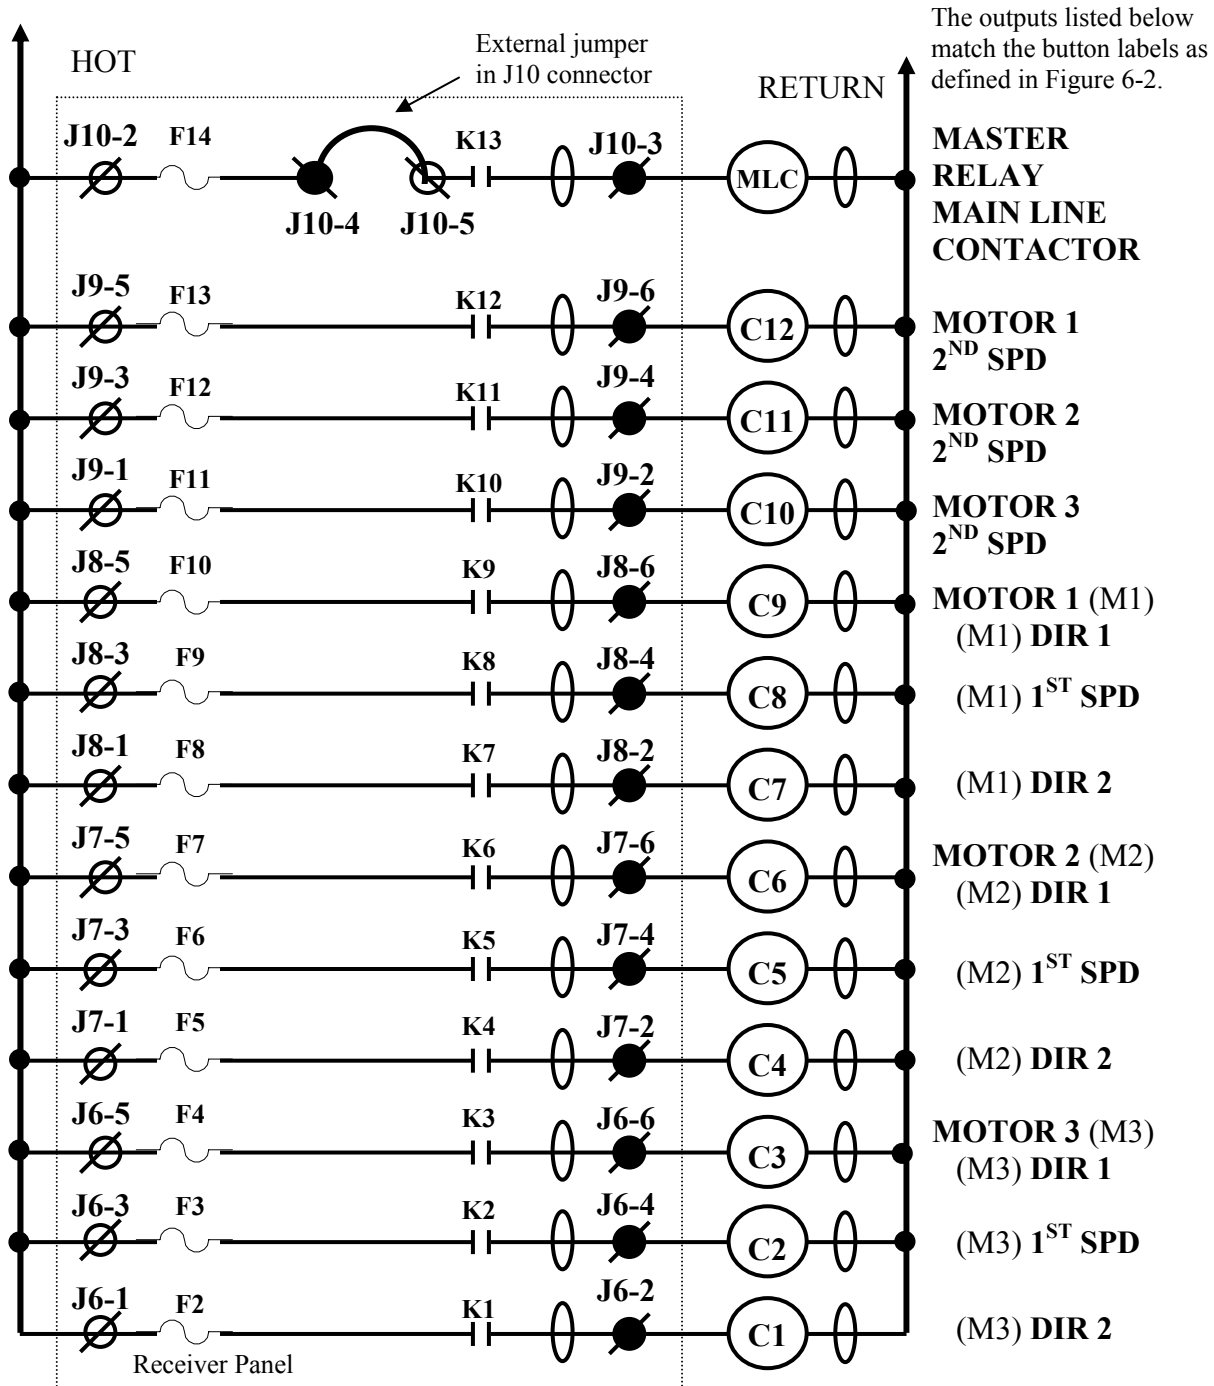 The outputs listed below
match the button labels as
defined in Figure 6-2.
HOT
External jumper
in J10 connector
RETURN
J10-2 F14 K13 J10-3
MLC
J10-4 J10-5
MASTER
RELAY
MAIN LINE
CONTACTOR
J9-5 F13 K12 J9-6
C12
MOTOR 1
2ND SPD
J9-3 F12 K11 J9-4
C11
MOTOR 2
2ND SPD
J9-1 F11 K10 J9-2
C10
MOTOR 3
2ND SPD
J8-5 F10 K9 J8-6
C9
MOTOR 1 (M1)
(M1) DIR 1
J8-3 F9 K8 J8-4
C8
(M1) 1ST SPD
J8-1 F8 K7 J8-2
C7
(M1) DIR 2
J7-5 F7 K6 J7-6
C6
MOTOR 2 (M2)
(M2) DIR 1
J7-3 F6 K5 J7-4
C5
(M2) 1ST SPD
J7-1 F5 K4 J7-2
C4
(M2) DIR 2
J6-5 F4 K3 J6-6
C3
MOTOR 3 (M3)
(M3) DIR 1
J6-3 F3 K2 J6-4
C2
(M3) 1ST SPD
J6-1 F2 K1 J6-2
C1
(M3) DIR 2
Receiver Panel